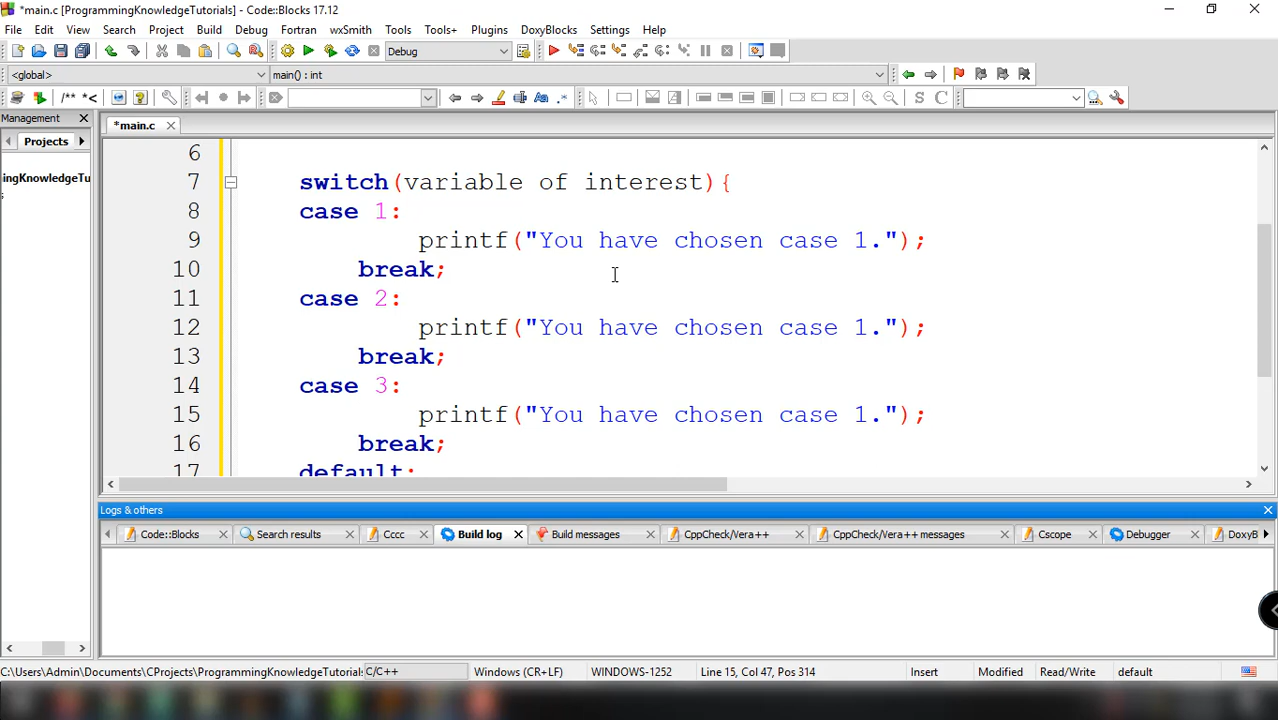 *main.c [ProgrammingKnowledgeTutorials] - Code::Blocks 17.12
File Edit View Search Project Build Debug Fortran wxSmith Tools Tools+ Plugins DoxyBlocks Settings Help
Debug
<global> main() : int
/** *< .* S C
Management
*main.c
Projects
ingKnowledgeTu
6
7 switch(variable of interest){
8 case 1:
9 printf("You have chosen case 1.");
10 break;
11 case 2:
12 printf("You have chosen case 1.");
13 break;
14 case 3:
15 printf("You have chosen case 1.");
16 break;
17 default:
Logs & others
Code::Blocks Search results Cccc Build log Build messages CppCheck/Vera++ CppCheck/Vera++ messages Cscope Debugger DoxyB
C:\Users\Admin\Documents\CProjects\ProgrammingKnowledgeTutorial C/C++ Windows (CR+LF) WINDOWS-1252 Line 15, Col 47, Pos 314 Insert Modified Read/Write default